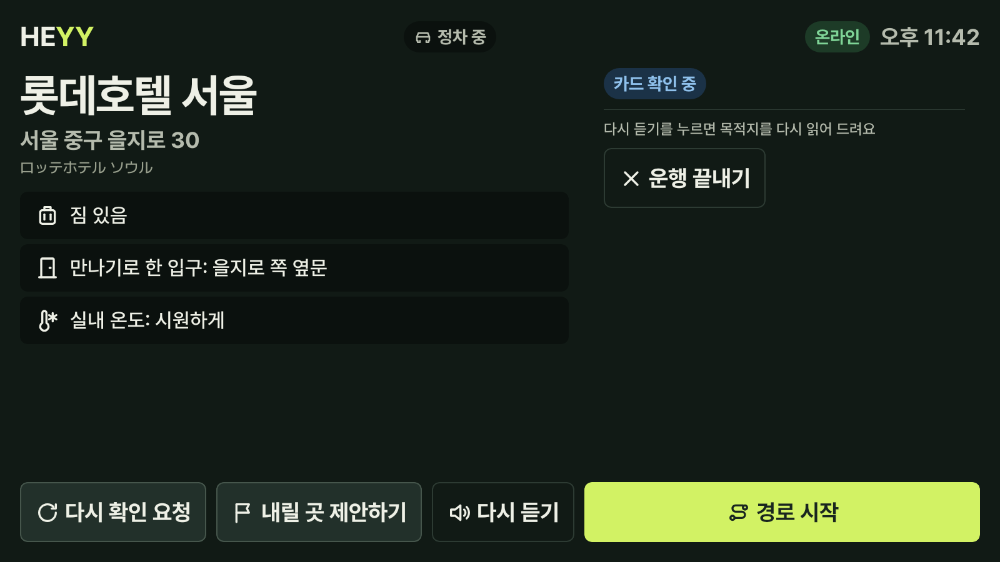 HEYY
정차 중
온라인 오후 11:42
롯데호텔 서울
서울 중구 을지로 30
ロッテホテル ソウル
짐 있음
만나기로 한 입구: 을지로 쪽 옆문
실내 온도: 시원하게
카드 확인 중
다시 듣기를 누르면 목적지를 다시 읽어 드려요
운행 끝내기
다시 확인 요청
내릴 곳 제안하기
다시 듣기
경로 시작